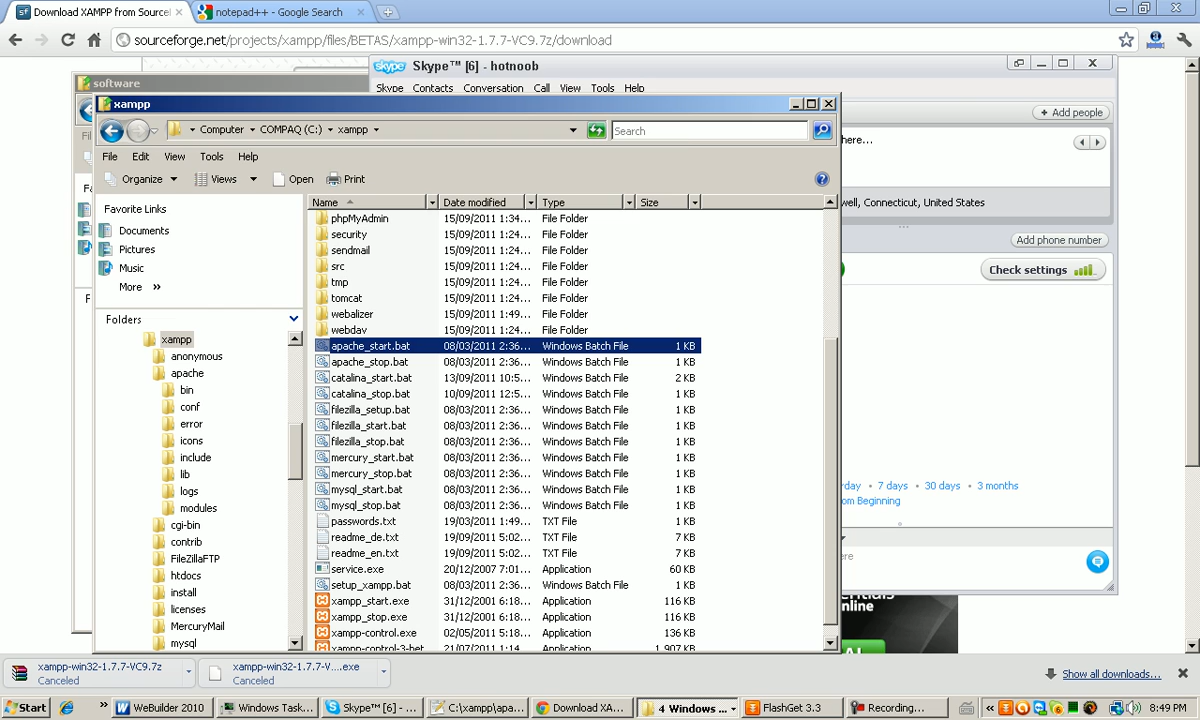 Download XAMPP from Sourcel
notepad++ - Google Search
sourceforge.net/projects/xampp/files/BETAS/xampp-win32-1.7.7-VC9.7z/download
software
Skype™ [6] - hotnoob
Skype Contacts Conversation Call View Tools Help
+ Add people
here...
well, Connecticut, United States
Add phone number
Check settings
rday • 7 days • 30 days • 3 months
om Beginning
ere
xampp
Computer COMPAQ (C:) xampp
Search
File Edit View Tools Help
Organize Views Open Print
Favorite Links
Documents
Pictures
Music
More »
Folders
xampp
anonymous
apache
bin
conf
error
icons
include
lib
logs
modules
cgi-bin
contrib
FileZillaFTP
htdocs
install
licenses
MercuryMail
mysql
Name Date modified Type Size
phpMyAdmin 15/09/2011 1:34... File Folder
security 15/09/2011 1:24... File Folder
sendmail 15/09/2011 1:24... File Folder
src 15/09/2011 1:24... File Folder
tmp 15/09/2011 1:24... File Folder
tomcat 15/09/2011 1:24... File Folder
webalizer 15/09/2011 1:49... File Folder
webdav 15/09/2011 1:24... File Folder
apache_start.bat 08/03/2011 2:36... Windows Batch File 1 KB
apache_stop.bat 08/03/2011 2:36... Windows Batch File 1 KB
catalina_start.bat 13/09/2011 10:5... Windows Batch File 2 KB
catalina_stop.bat 10/09/2011 12:5... Windows Batch File 1 KB
filezilla_setup.bat 08/03/2011 2:36... Windows Batch File 1 KB
filezilla_start.bat 08/03/2011 2:36... Windows Batch File 1 KB
filezilla_stop.bat 08/03/2011 2:36... Windows Batch File 1 KB
mercury_start.bat 08/03/2011 2:36... Windows Batch File 1 KB
mercury_stop.bat 08/03/2011 2:36... Windows Batch File 1 KB
mysql_start.bat 08/03/2011 2:36... Windows Batch File 1 KB
mysql_stop.bat 08/03/2011 2:36... Windows Batch File 1 KB
passwords.txt 19/03/2011 1:49... TXT File 1 KB
readme_de.txt 19/09/2011 5:02... TXT File 7 KB
readme_en.txt 19/09/2011 5:02... TXT File 7 KB
service.exe 20/12/2007 7:01... Application 60 KB
setup_xampp.bat 08/03/2011 2:36... Windows Batch File 1 KB
xampp_start.exe 31/12/2001 6:18... Application 116 KB
xampp_stop.exe 31/12/2001 6:18... Application 116 KB
xampp-control.exe 02/05/2011 5:18... Application 136 KB
xampp-control-3-bet 21/07/2011 1:14 Application 1,907 KB
entials
nline
xampp-win32-1.7.7-VC9.7z
Canceled
xampp-win32-1.7.7-V....exe
Canceled
Show all downloads...
Start » WeBuilder 2010 Windows Task... Skype™ [6] - ... C:\xampp\apa... Download XA... 4 Windows ... FlashGet 3.3 Recording... « 8:49 PM